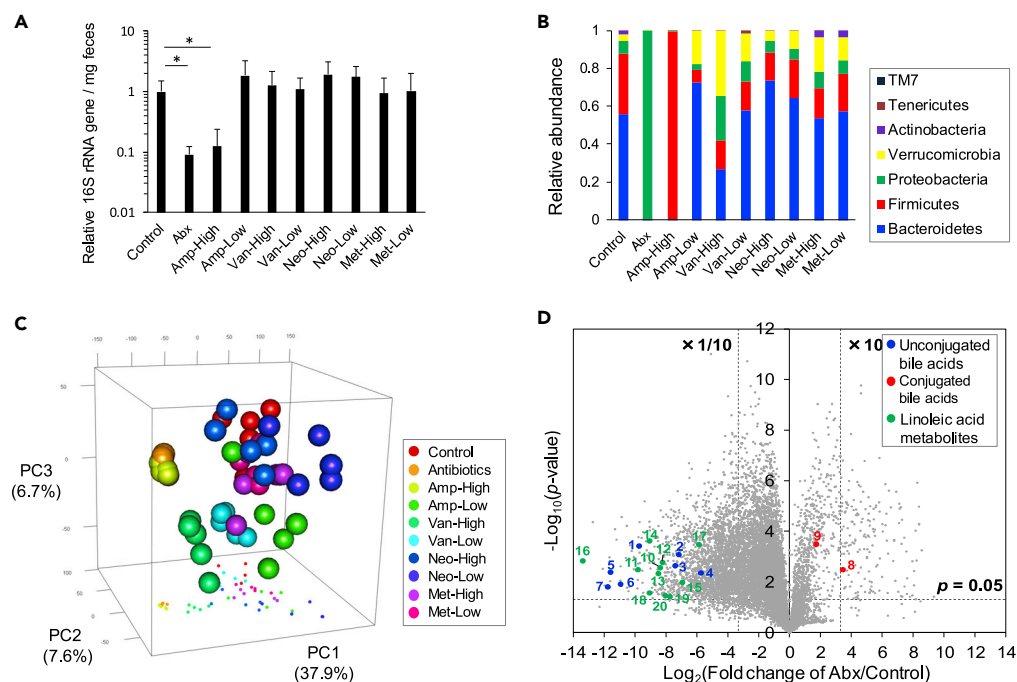 A
Relative 16S rRNA gene / mg feces
10
1
0.1
0.01
* *
Control
Abx
Amp-High
Amp-Low
Van-High
Van-Low
Neo-High
Neo-Low
Met-High
Met-Low
B
Relative abundance
1
0.8
0.6
0.4
0.2
0
Control
Abx
Amp-High
Amp-Low
Van-High
Van-Low
Neo-High
Neo-Low
Met-High
Met-Low
TM7
Tenericutes
Actinobacteria
Verrucomicrobia
Proteobacteria
Firmicutes
Bacteroidetes
C
-150 -100 -50 0 50 100 150
50
0
-50
-100
PC3
(6.7%)
PC2
(7.6%)
100
50
0
-50
PC1
(37.9%)
Control
Antibiotics
Amp-High
Amp-Low
Van-High
Van-Low
Neo-High
Neo-Low
Met-High
Met-Low
D
× 1/10
× 10
Unconjugated
bile acids
Conjugated
bile acids
Linoleic acid
metabolites
-Log10(p-value)
12
10
8
6
4
2
0
1
2
3
4
5
6
7
8
9
10
11
12
13
14
15
16
17
18
19
20
p = 0.05
-14 -12 -10 -8 -6 -4 -2 0 2 4 6 8 10
Log2(Fold change of Abx/Control)